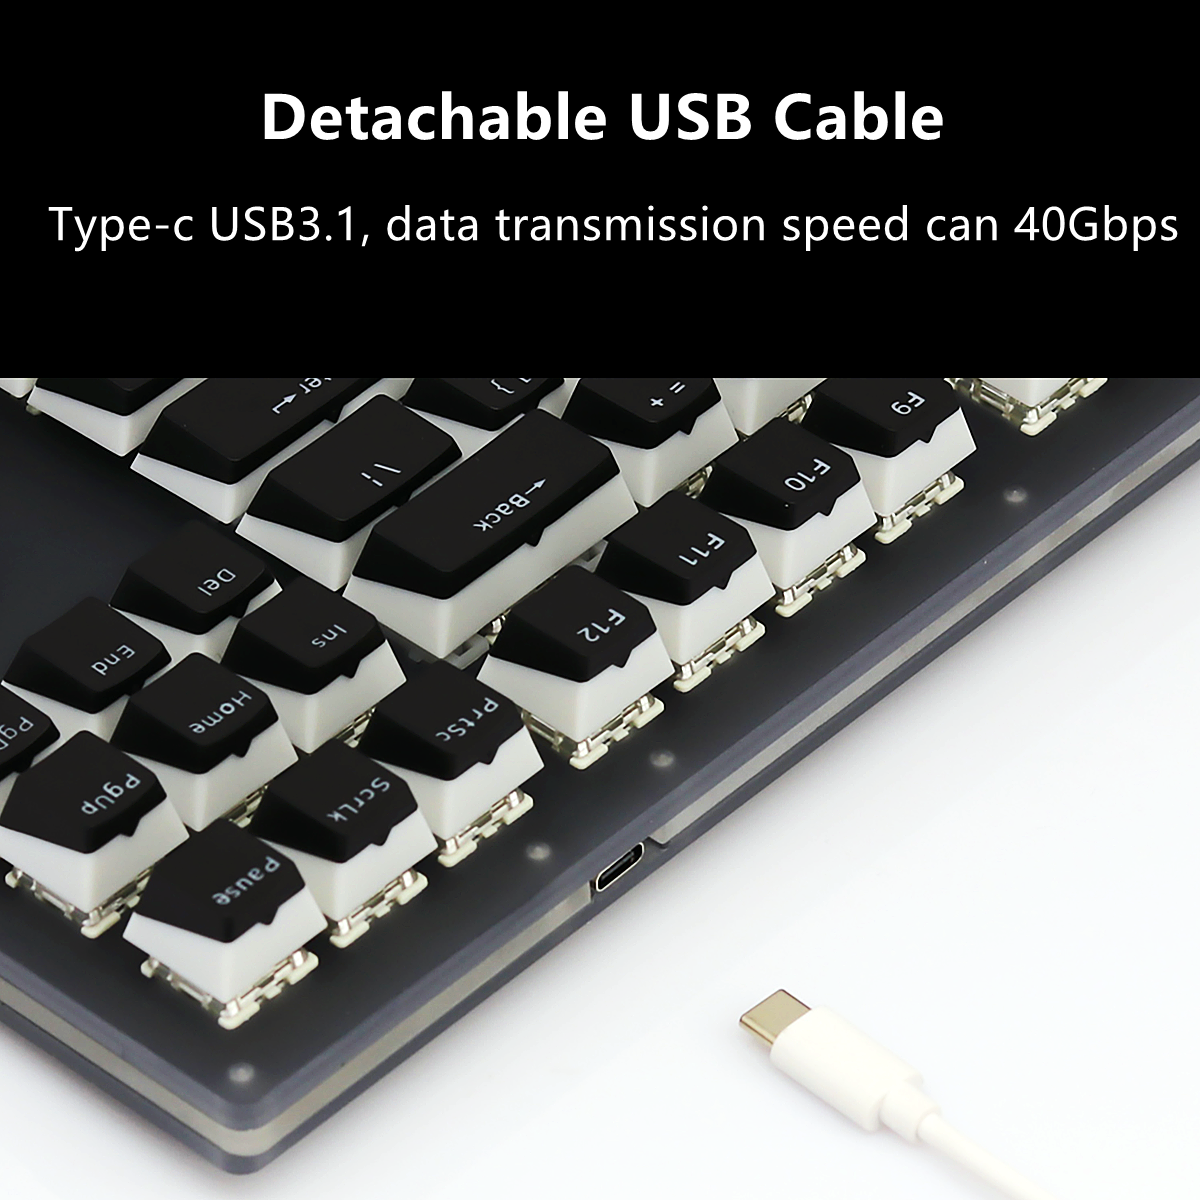 Detachable USB Cable
Type-c USB3.1, data transmission speed can 40Gbps
F9
F10
F11
F12
= +
}
←Back
\ |
PrtSc
ScrLk
Pause
Ins
Home
PgUp
Del
End